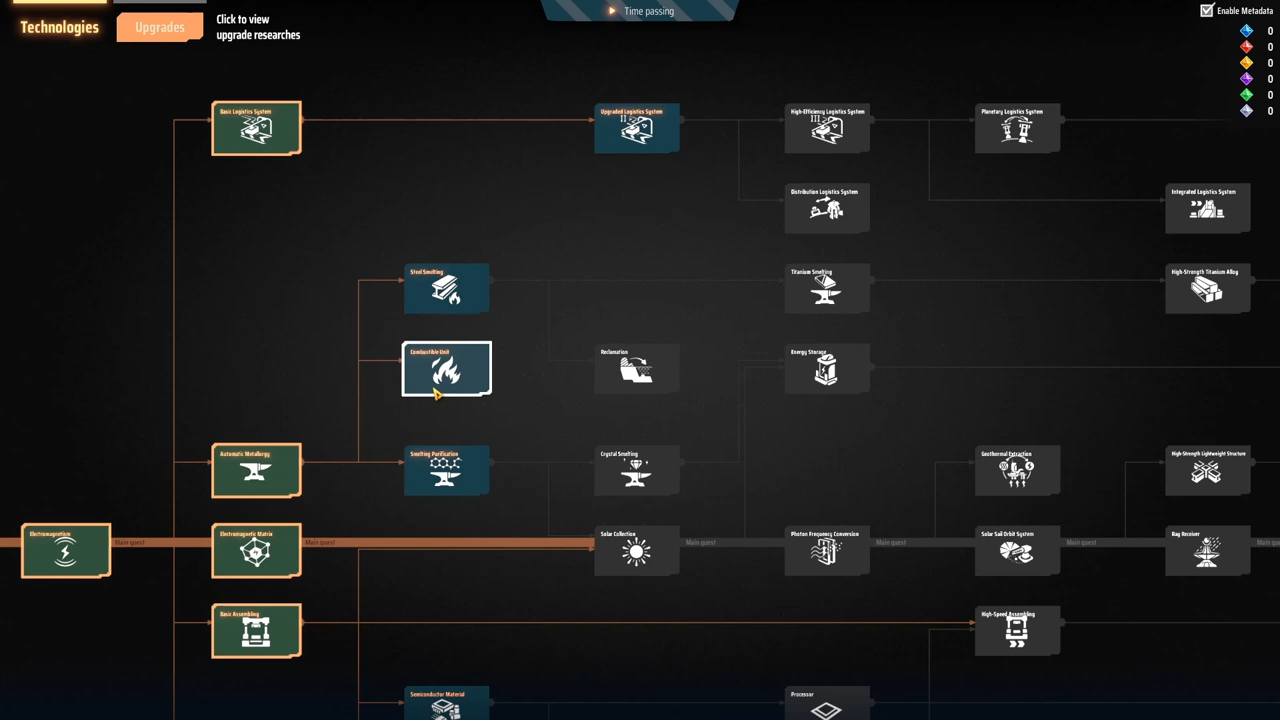 Time passing
Technologies
Upgrades
Click to view
upgrade researches
Enable Metadata
0
0
0
0
0
0
Basic Logistics System
Upgraded Logistics System
II
High-Efficiency Logistics System
III
Planetary Logistics System
Distribution Logistics System
Integrated Logistics System
Steel Smelting
Titanium Smelting
High-Strength Titanium Alloy
Combustible Unit
Reclamation
Energy Storage
Automatic Metallurgy
Smelting Purification
Crystal Smelting
Geothermal Extraction
High-Strength Lightweight Structure
Electromagnetism
Main quest
Electromagnetic Matrix
Main quest
Solar Collection
Main quest
Photon Frequency Conversion
Main quest
Solar Sail Orbit System
Main quest
Ray Receiver
Main qu
Basic Assembling
High-Speed Assembling
Semiconductor Material
Processor